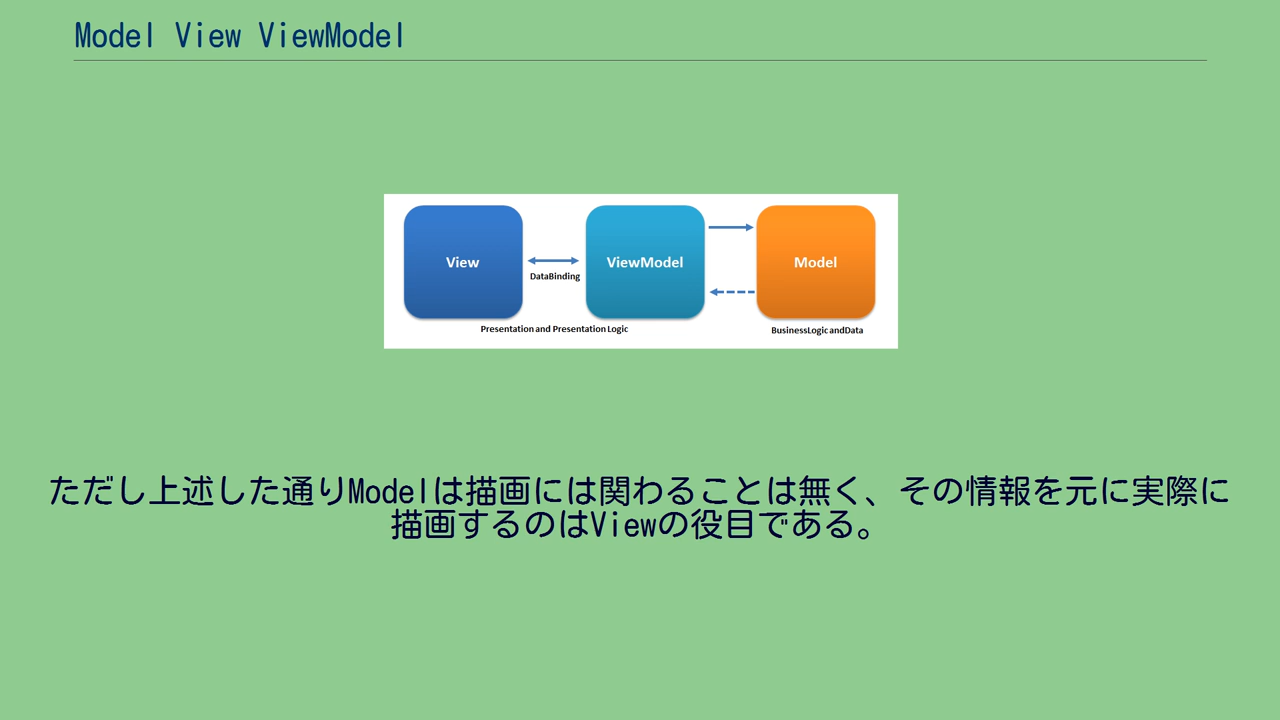 Model View ViewModel
View
ViewModel
Model
DataBinding
Presentation and Presentation Logic
BusinessLogic andData
ただし上述した通りModelは描画には関わることは無く、その情報を元に実際に
描画するのはViewの役目である。